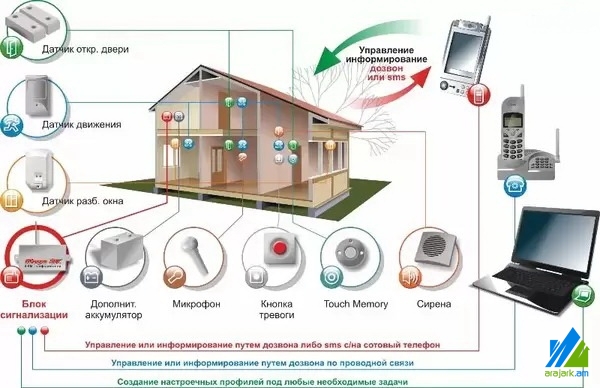 Датчик откр. двери
Управление
информирование
дозвон
или sms
Датчик движения
Датчик разб. окна
Блок
сигнализации
Дополнит.
аккумулятор
Микрофон
Кнопка
тревоги
Touch Memory
Сирена
Управление или информирование путем дозвона либо sms с/на сотовый телефон
Управление или информирование путем дозвона по проводной связи
Создание настроечных профилей под любые необходимые задачи
arajark.am